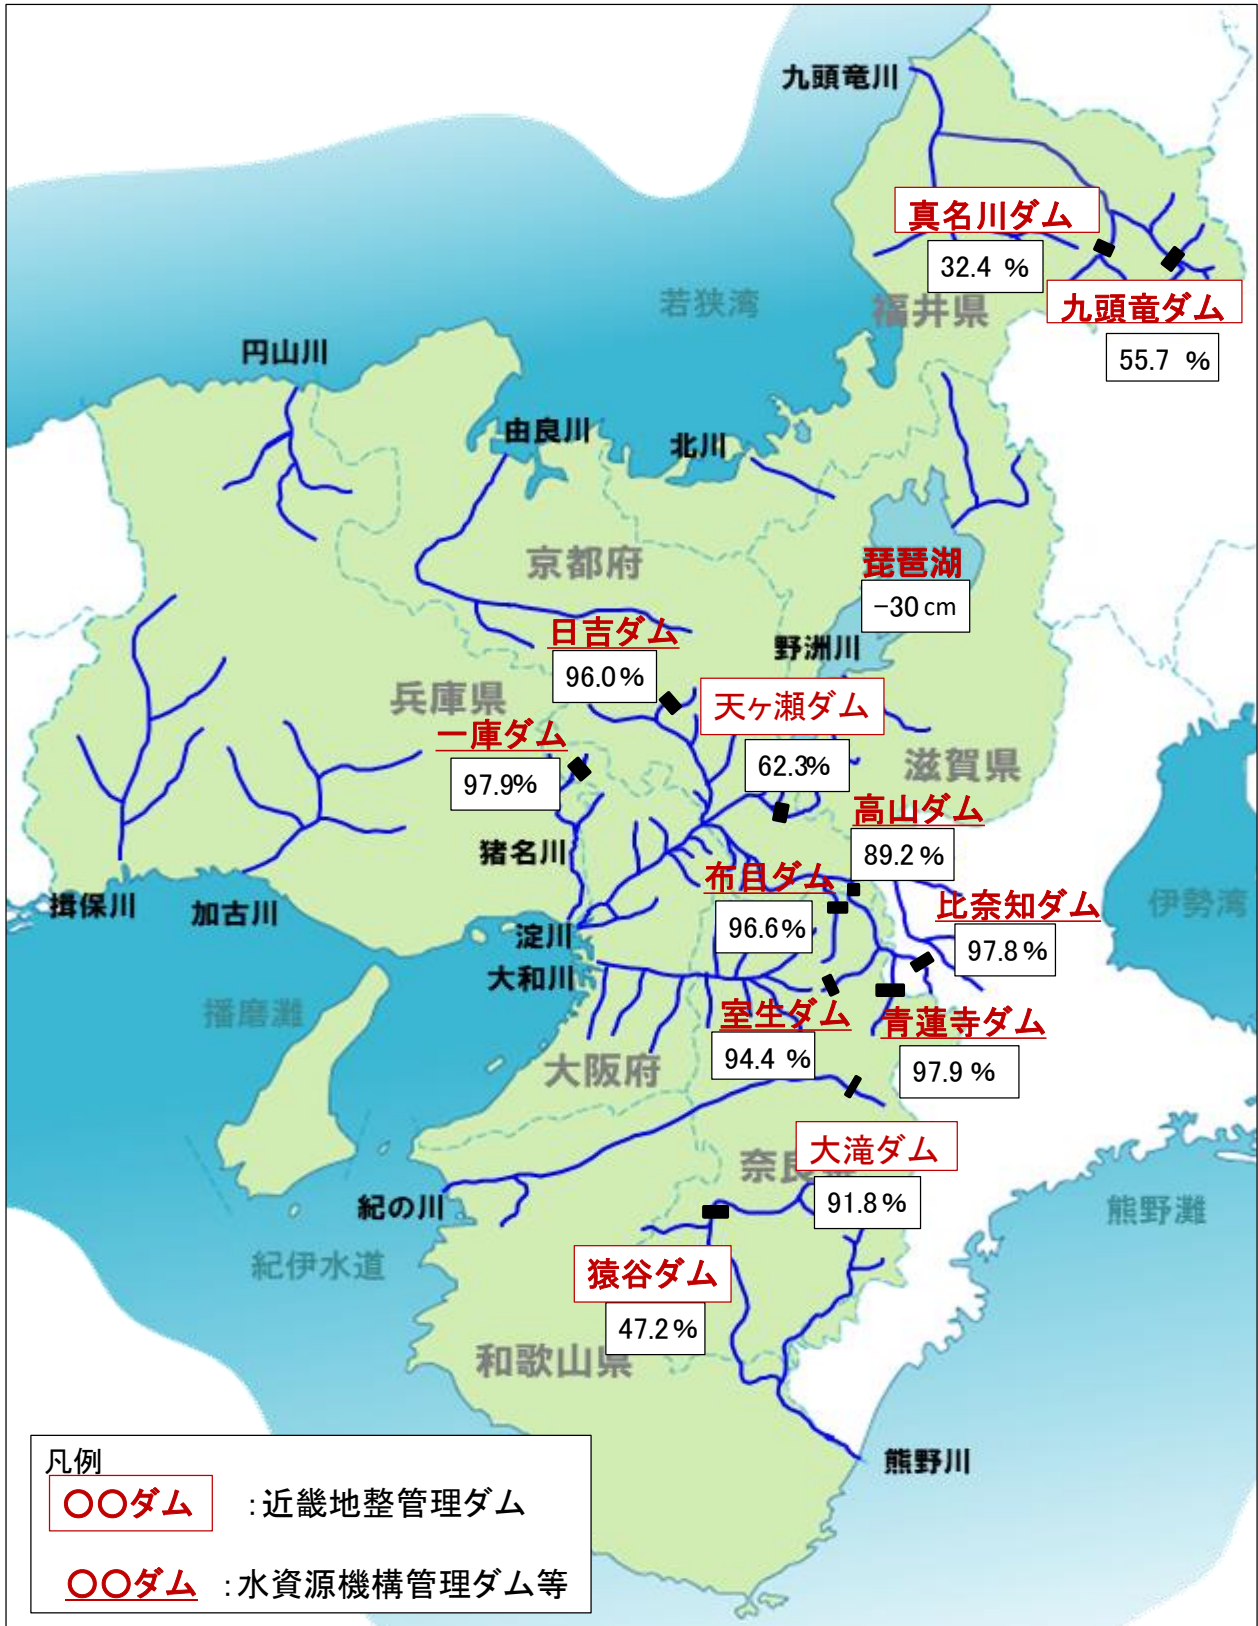 九頭竜川
真名川ダム
32.4 %
若狭湾
福井県
九頭竜ダム
55.7 %
円山川
由良川
北川
京都府
琵琶湖
-30 cm
日吉ダム
96.0%
野洲川
兵庫県
天ヶ瀬ダム
62.3%
一庫ダム
97.9%
滋賀県
高山ダム
89.2 %
猪名川
布目ダム
96.6%
比奈知ダム
97.8 %
揖保川
加古川
伊勢湾
淀川
大和川
播磨灘
室生ダム
94.4 %
青蓮寺ダム
97.9 %
大阪府
大滝ダム
91.8 %
奈良
紀の川
熊野灘
紀伊水道
猿谷ダム
47.2 %
和歌山県
熊野川
凡例
〇〇ダム :近畿地整管理ダム
〇〇ダム :水資源機構管理ダム等